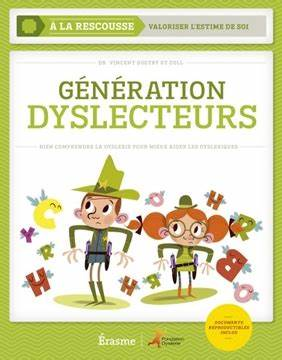 À LA RESCOUSSE VALORISER L'ESTIME DE SOI
DR. VINCENT GOETRY ET COLL.
GÉNÉRATION
DYSLECTEURS
BIEN COMPRENDRE LA DYSLEXIE POUR MIEUX AIDER LES DYSLEXIQUES
DOCUMENTS
REPRODUCTIBLES
INCLUS
Érasme
Fondation
Dyslexie